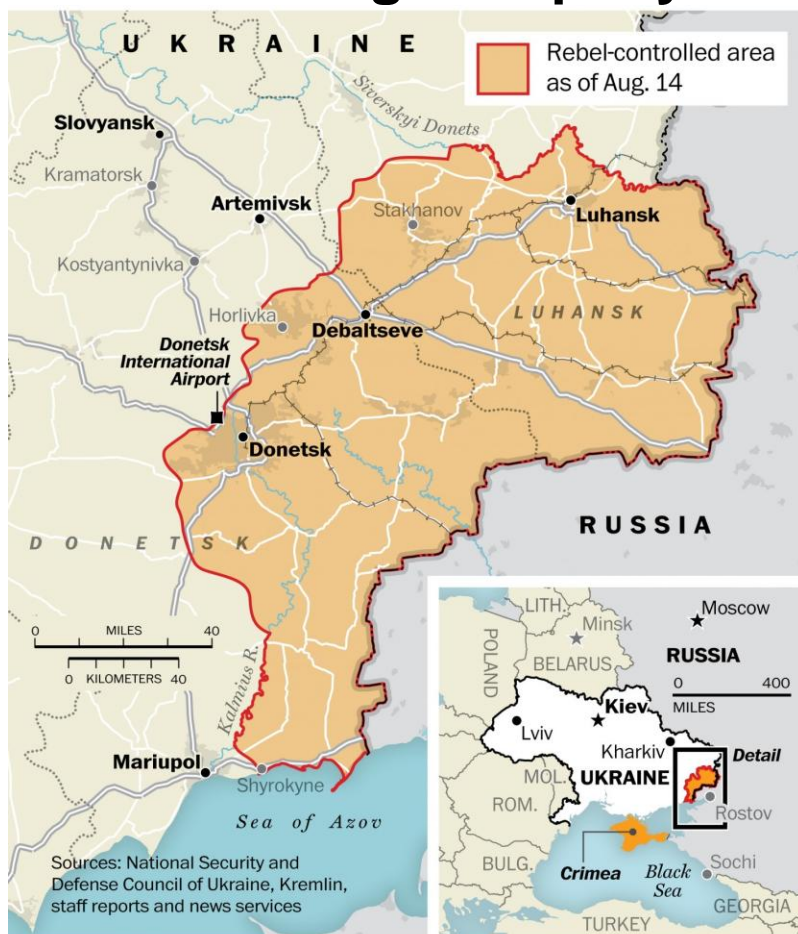 UKRAINE
Rebel-controlled area
as of Aug. 14
Siverskyi Donets
Slovyansk
Kramatorsk
Artemivsk
Stakhanov
Luhansk
Kostyantynivka
Horlivka
Debaltseve
LUHANSK
Donetsk
International
Airport
Donetsk
RUSSIA
DONETSK
0 MILES 40
0 KILOMETERS 40
Kalmius R.
Mariupol
Shyrokyne
Sea of Azov
Sources: National Security and
Defense Council of Ukraine, Kremlin,
staff reports and news services
LITH.
Moscow
Minsk
POLAND
BELARUS
RUSSIA
0 400
MILES
Kiev
Lviv
Kharkiv
Detail
MOL.
UKRAINE
ROM.
Rostov
Crimea
Black
Sea
Sochi
BULG.
GEORGIA
TURKEY